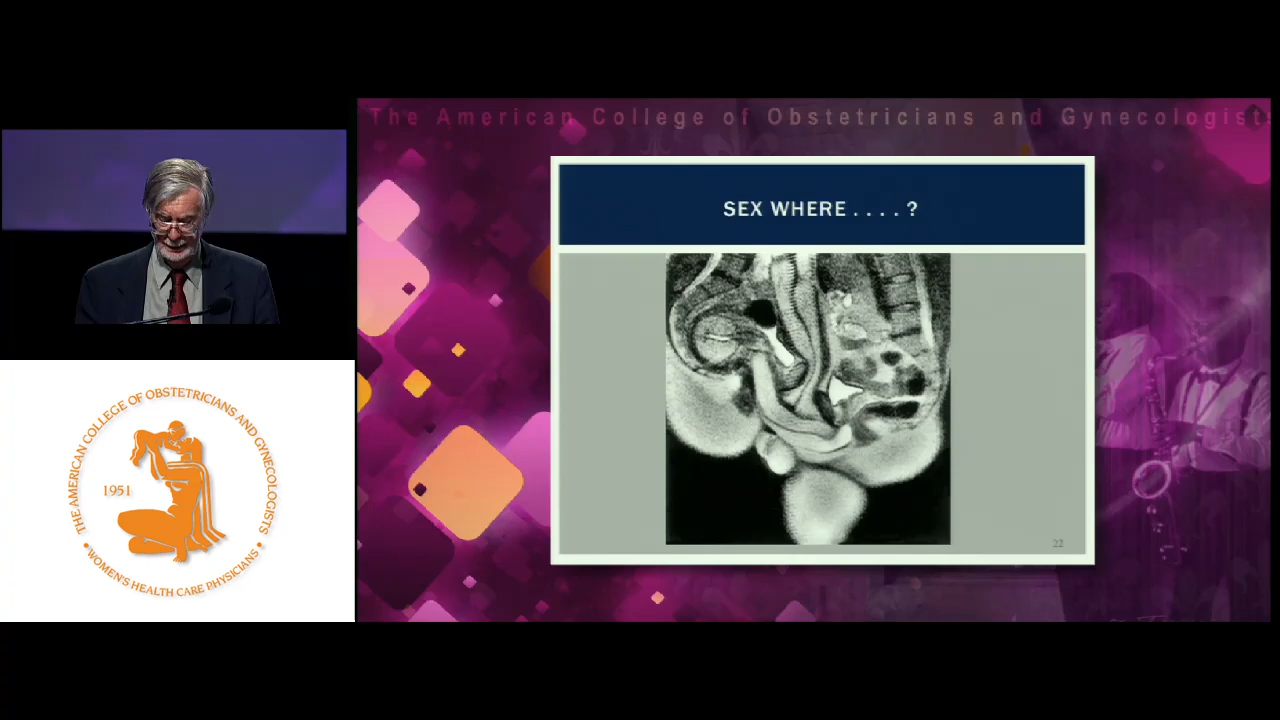 The American College of Obstetricians and Gynecologists
SEX WHERE . . . . ?
22
THE AMERICAN COLLEGE OF OBSTETRICIANS AND GYNECOLOGISTS
1951
• WOMEN'S HEALTH CARE PHYSICIANS •